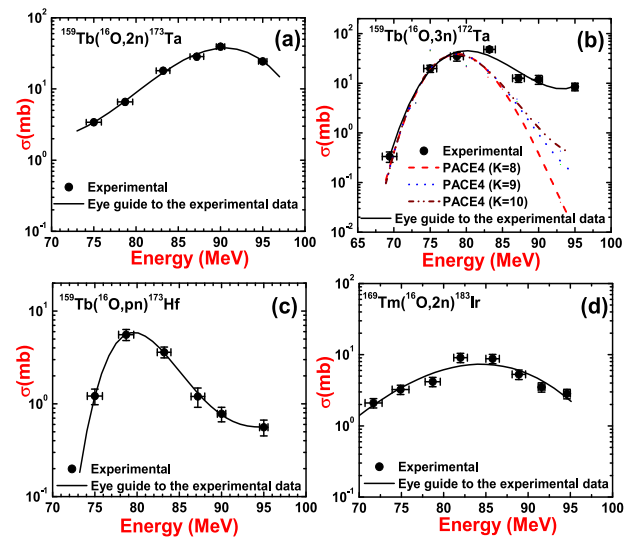 ¹⁵⁹Tb(¹⁶O,2n)¹⁷³Ta
(a)
10²
10¹
10⁰
10⁻¹
σ(mb)
Experimental
Eye guide to the experimental data
70 75 80 85 90 95 100
Energy (MeV)
¹⁵⁹Tb(¹⁶O,3n)¹⁷²Ta
(b)
10²
10¹
10⁰
10⁻¹
10⁻²
σ(mb)
Experimental
PACE4 (K=8)
PACE4 (K=9)
PACE4 (K=10)
Eye guide to the experimental data
65 70 75 80 85 90 95 100
Energy (MeV)
¹⁵⁹Tb(¹⁶O,pn)¹⁷³Hf
(c)
10¹
10⁰
10⁻¹
σ(mb)
Experimental
Eye guide to the experimental data
70 75 80 85 90 95 100
Energy (MeV)
¹⁶⁹Tm(¹⁶O,2n)¹⁸³Ir
(d)
10²
10¹
10⁰
10⁻¹
σ(mb)
Experimental
Eye guide to the experimental data
70 75 80 85 90 95 100
Energy (MeV)